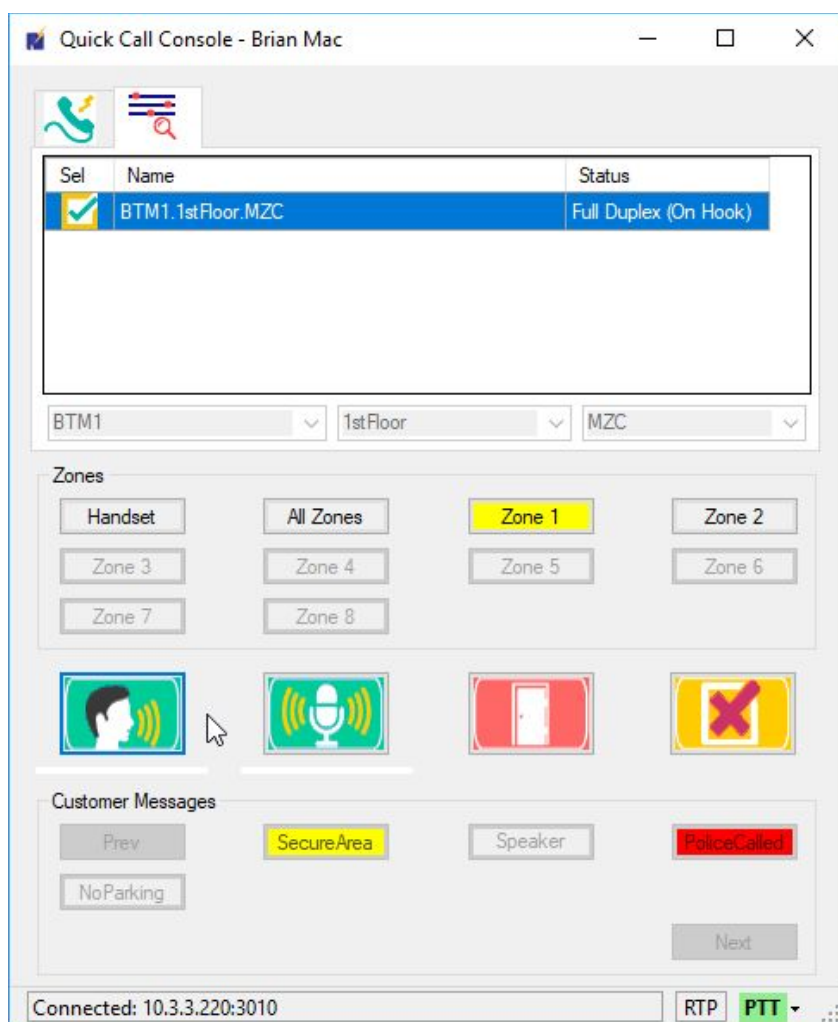 Quick Call Console - Brian Mac
Sel Name Status
BTM1.1stFloor.MZC Full Duplex (On Hook)
BTM1 1stFloor MZC
Zones
Handset All Zones Zone 1 Zone 2
Zone 3 Zone 4 Zone 5 Zone 6
Zone 7 Zone 8
Customer Messages
Prev SecureArea Speaker PoliceCalled
NoParking
Next
Connected: 10.3.3.220:3010 RTP PTT